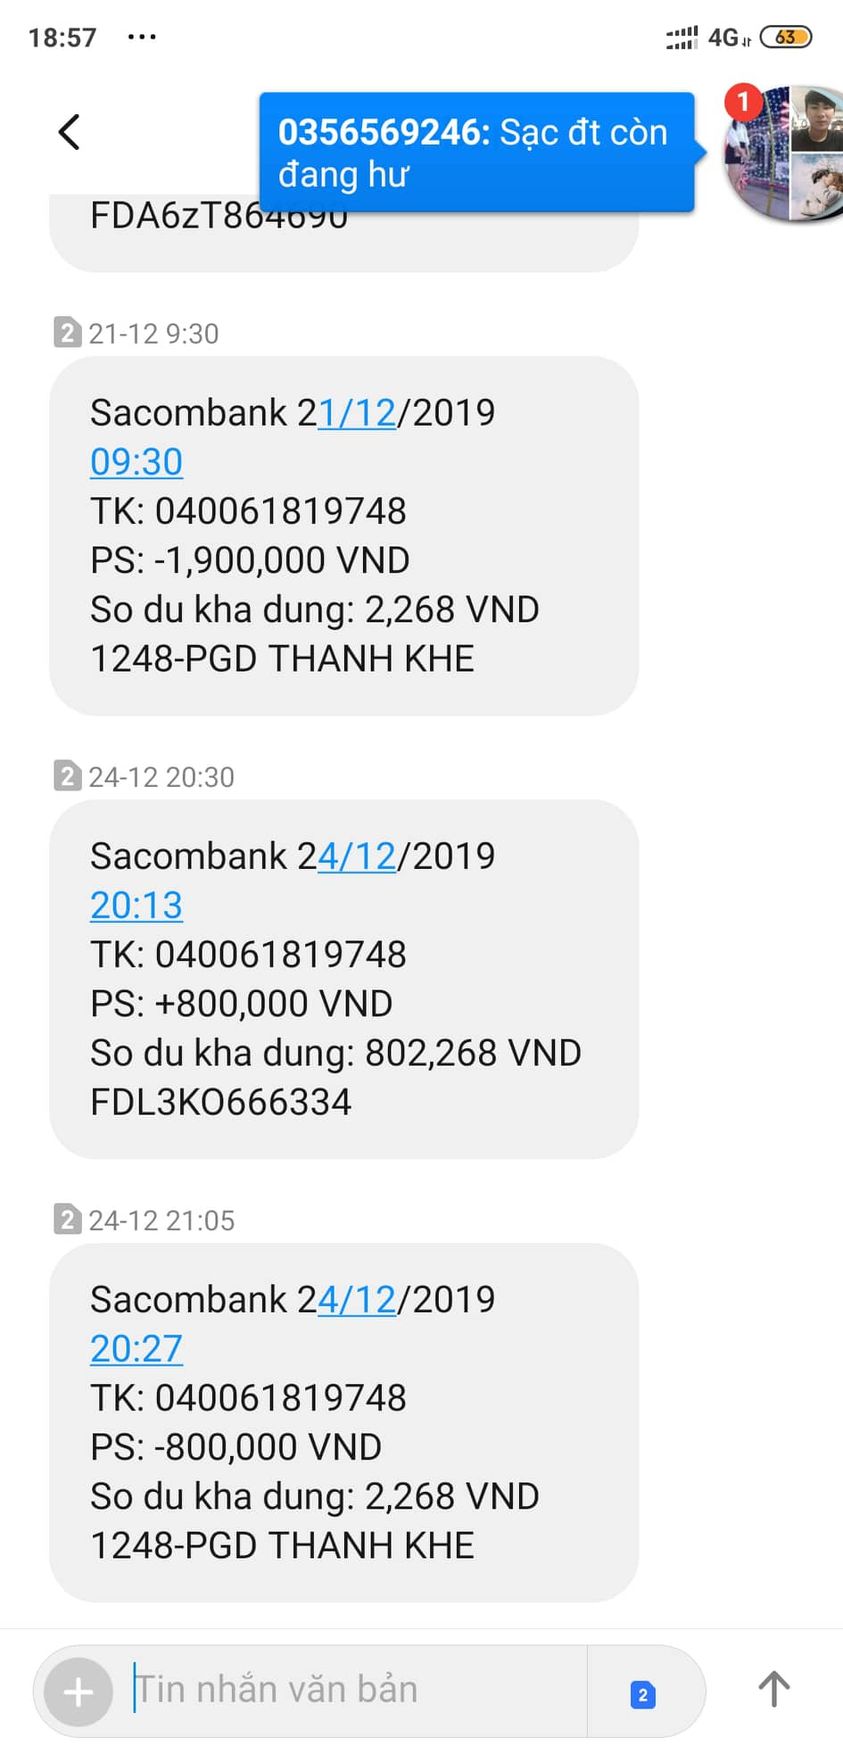 18:57 ... 4G 63
1
0356569246: Sạc đt còn
đang hư
FDA6zT864690
2 21-12 9:30
Sacombank 21/12/2019
09:30
TK: 040061819748
PS: -1,900,000 VND
So du kha dung: 2,268 VND
1248-PGD THANH KHE
2 24-12 20:30
Sacombank 24/12/2019
20:13
TK: 040061819748
PS: +800,000 VND
So du kha dung: 802,268 VND
FDL3KO666334
2 24-12 21:05
Sacombank 24/12/2019
20:27
TK: 040061819748
PS: -800,000 VND
So du kha dung: 2,268 VND
1248-PGD THANH KHE
Tin nhắn văn bản 2